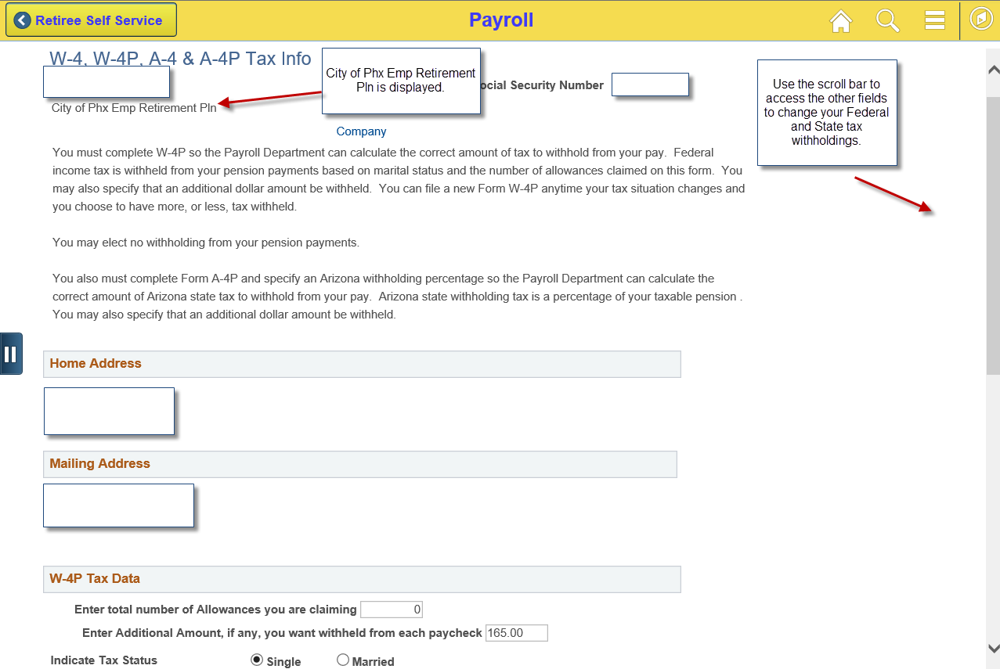 Retiree Self Service
Payroll
W-4, W-4P, A-4 & A-4P Tax Info
City of Phx Emp Retirement
Pln is displayed.
ocial Security Number
City of Phx Emp Retirement Pln
Use the scroll bar to
access the other fields
to change your Federal
and State tax
withholdings.
Company
You must complete W-4P so the Payroll Department can calculate the correct amount of tax to withhold from your pay.  Federal
income tax is withheld from your pension payments based on marital status and the number of allowances claimed on this form.  You
may also specify that an additional dollar amount be withheld.  You can file a new Form W-4P anytime your tax situation changes and
you choose to have more, or less, tax withheld.
You may elect no withholding from your pension payments.
You also must complete Form A-4P and specify an Arizona withholding percentage so the Payroll Department can calculate the
correct amount of Arizona state tax to withhold from your pay.  Arizona state withholding tax is a percentage of your taxable pension .
You may also specify that an additional dollar amount be withheld.
Home Address
Mailing Address
W-4P Tax Data
Enter total number of Allowances you are claiming 0
Enter Additional Amount, if any, you want withheld from each paycheck 165.00
Indicate Tax Status Single Married